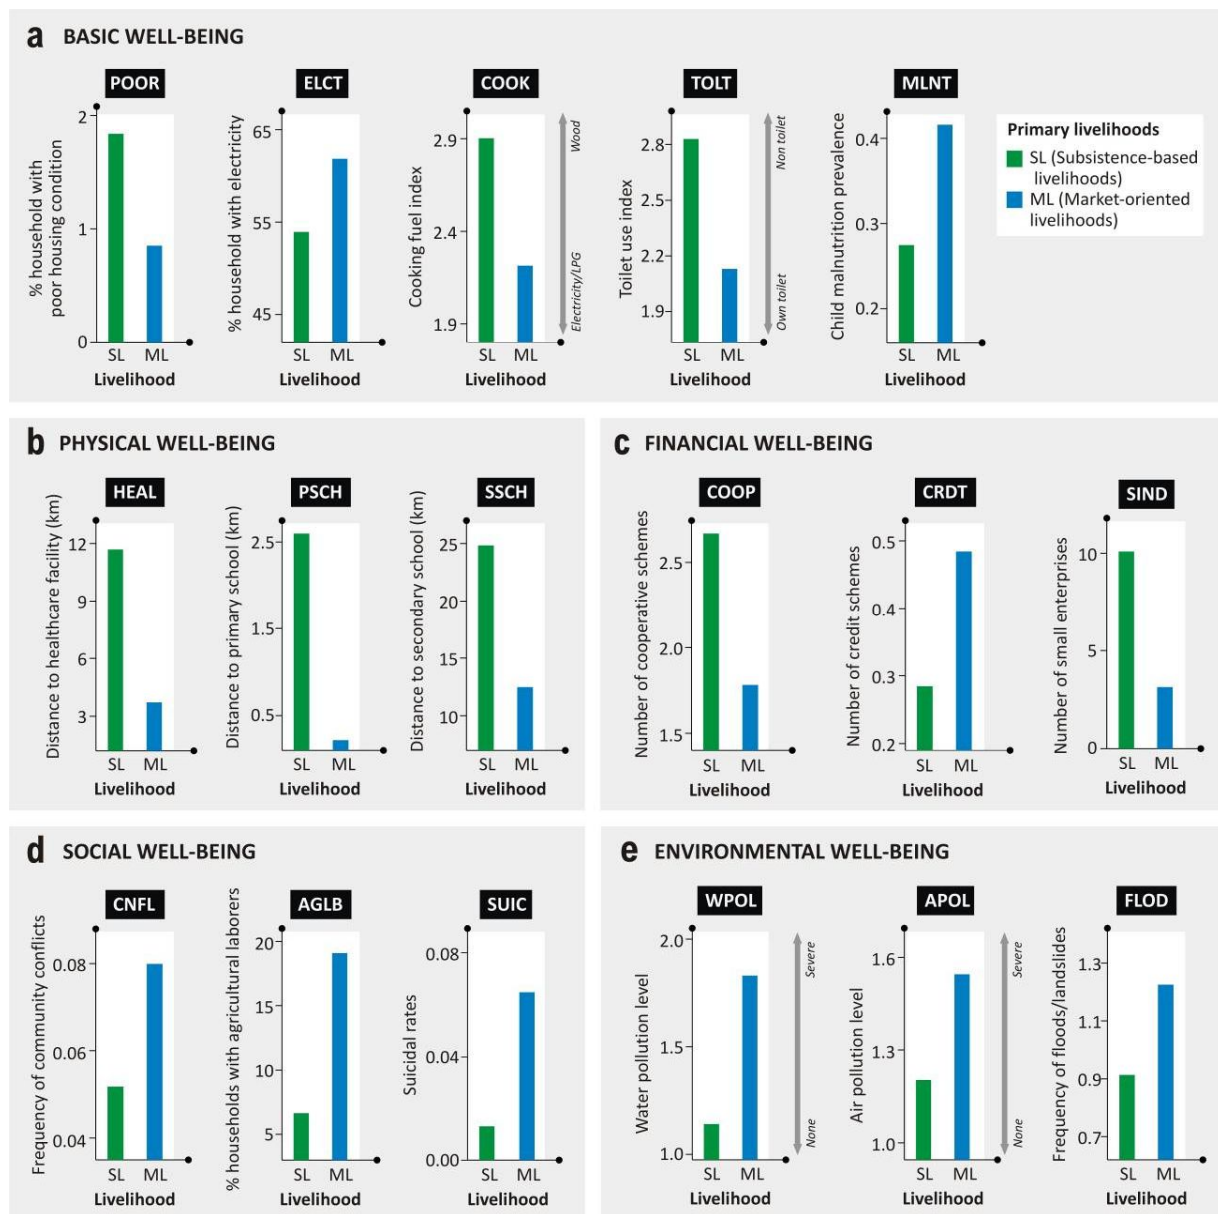 a BASIC WELL-BEING
POOR
% household with
poor housing condition
2
1
0
SL ML
Livelihood
ELCT
% household with electricity
65
55
45
SL ML
Livelihood
COOK
Cooking fuel index
2.9
2.4
1.9
Wood
Electricity/LPG
SL ML
Livelihood
TOLT
Toilet use index
2.8
2.5
2.2
1.9
Non toilet
Own toilet
SL ML
Livelihood
MLNT
Child malnutrition prevalence
0.4
0.3
0.2
SL ML
Livelihood
Primary livelihoods
SL (Subsistence-based
livelihoods)
ML (Market-oriented
livelihoods)
b PHYSICAL WELL-BEING
HEAL
Distance to healthcare facility (km)
12
9
6
3
SL ML
Livelihood
PSCH
Distance to primary school (km)
2.5
1.5
0.5
SL ML
Livelihood
SSCH
Distance to secondary school (km)
25
20
15
10
SL ML
Livelihood
c FINANCIAL WELL-BEING
COOP
Number of cooperative schemes
2.5
2.0
1.5
SL ML
Livelihood
CRDT
Number of credit schemes
0.5
0.4
0.3
0.2
SL ML
Livelihood
SIND
Number of small enterprises
10
5
0
SL ML
Livelihood
d SOCIAL WELL-BEING
CNFL
Frequency of community conflicts
0.08
0.06
0.04
SL ML
Livelihood
AGLB
% households with agricultural laborers
20
15
10
5
SL ML
Livelihood
SUIC
Suicidal rates
0.08
0.04
0.00
SL ML
Livelihood
e ENVIRONMENTAL WELL-BEING
WPOL
Water pollution level
2.0
1.5
1.0
Severe
None
SL ML
Livelihood
APOL
Air pollution level
1.6
1.3
1.0
Severe
None
SL ML
Livelihood
FLOD
Frequency of floods/landslides
1.3
1.1
0.9
0.7
SL ML
Livelihood